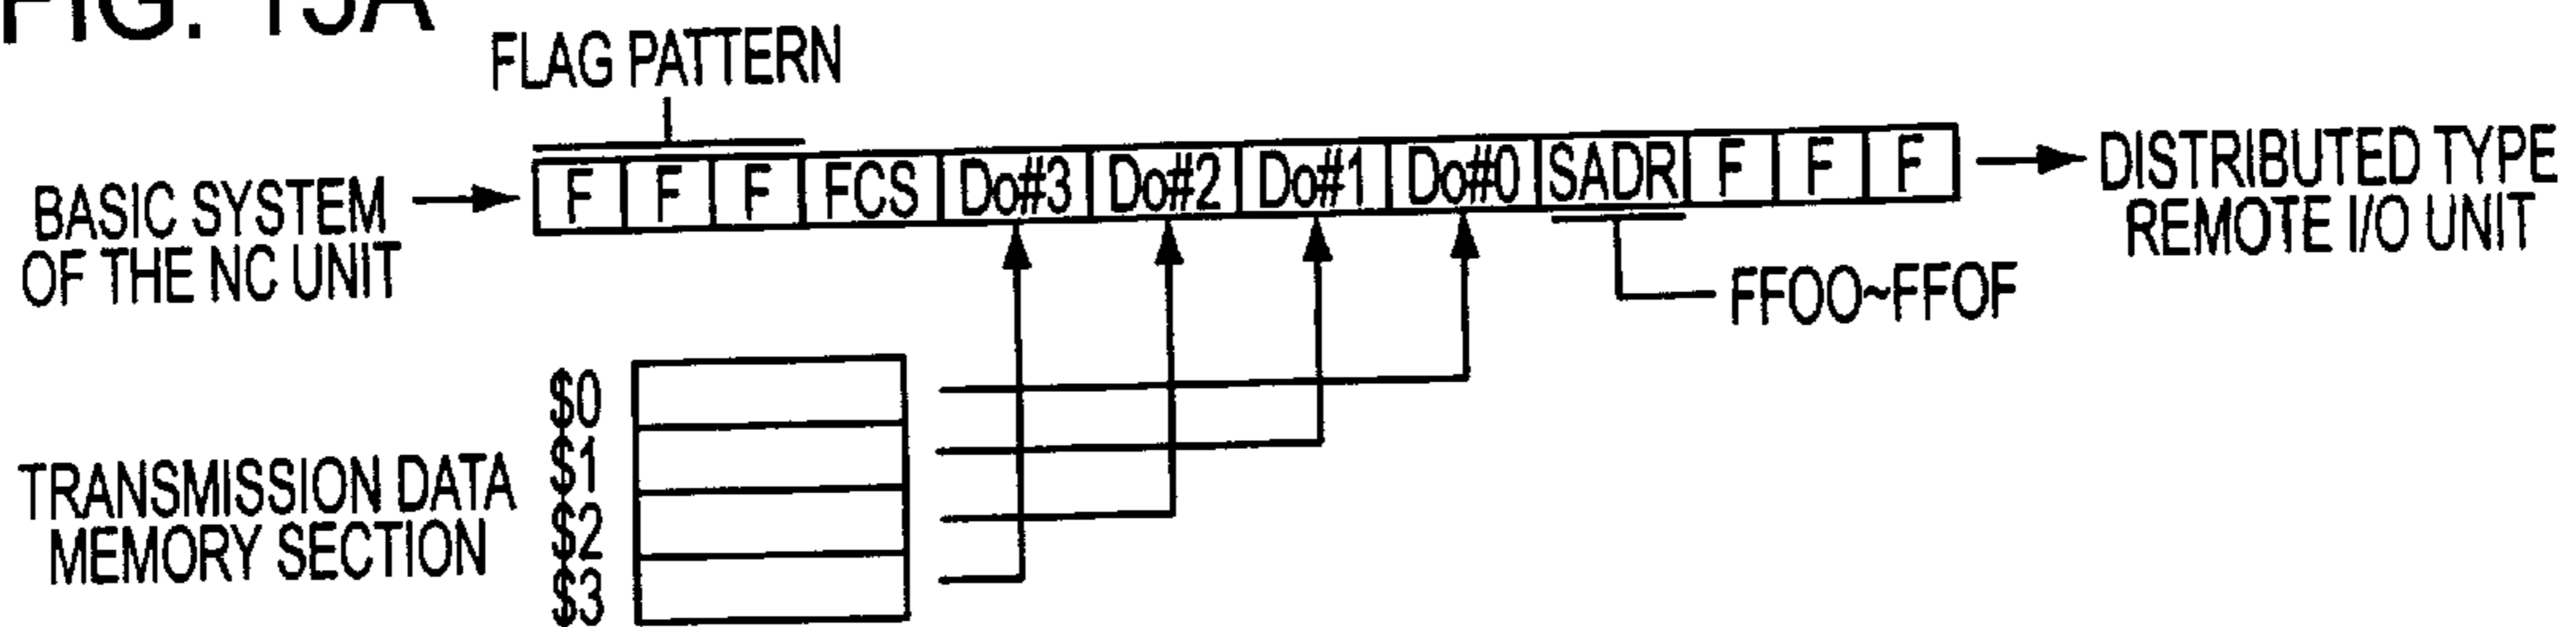 FIG. 15A
FLAG PATTERN
BASIC SYSTEM
OF THE NC UNIT
F F F FCS Do#3 Do#2 Do#1 Do#0 SADR F F F
DISTRIBUTED TYPE
REMOTE I/O UNIT
FFOO~FFOF
TRANSMISSION DATA
MEMORY SECTION
$0
$1
$2
$3